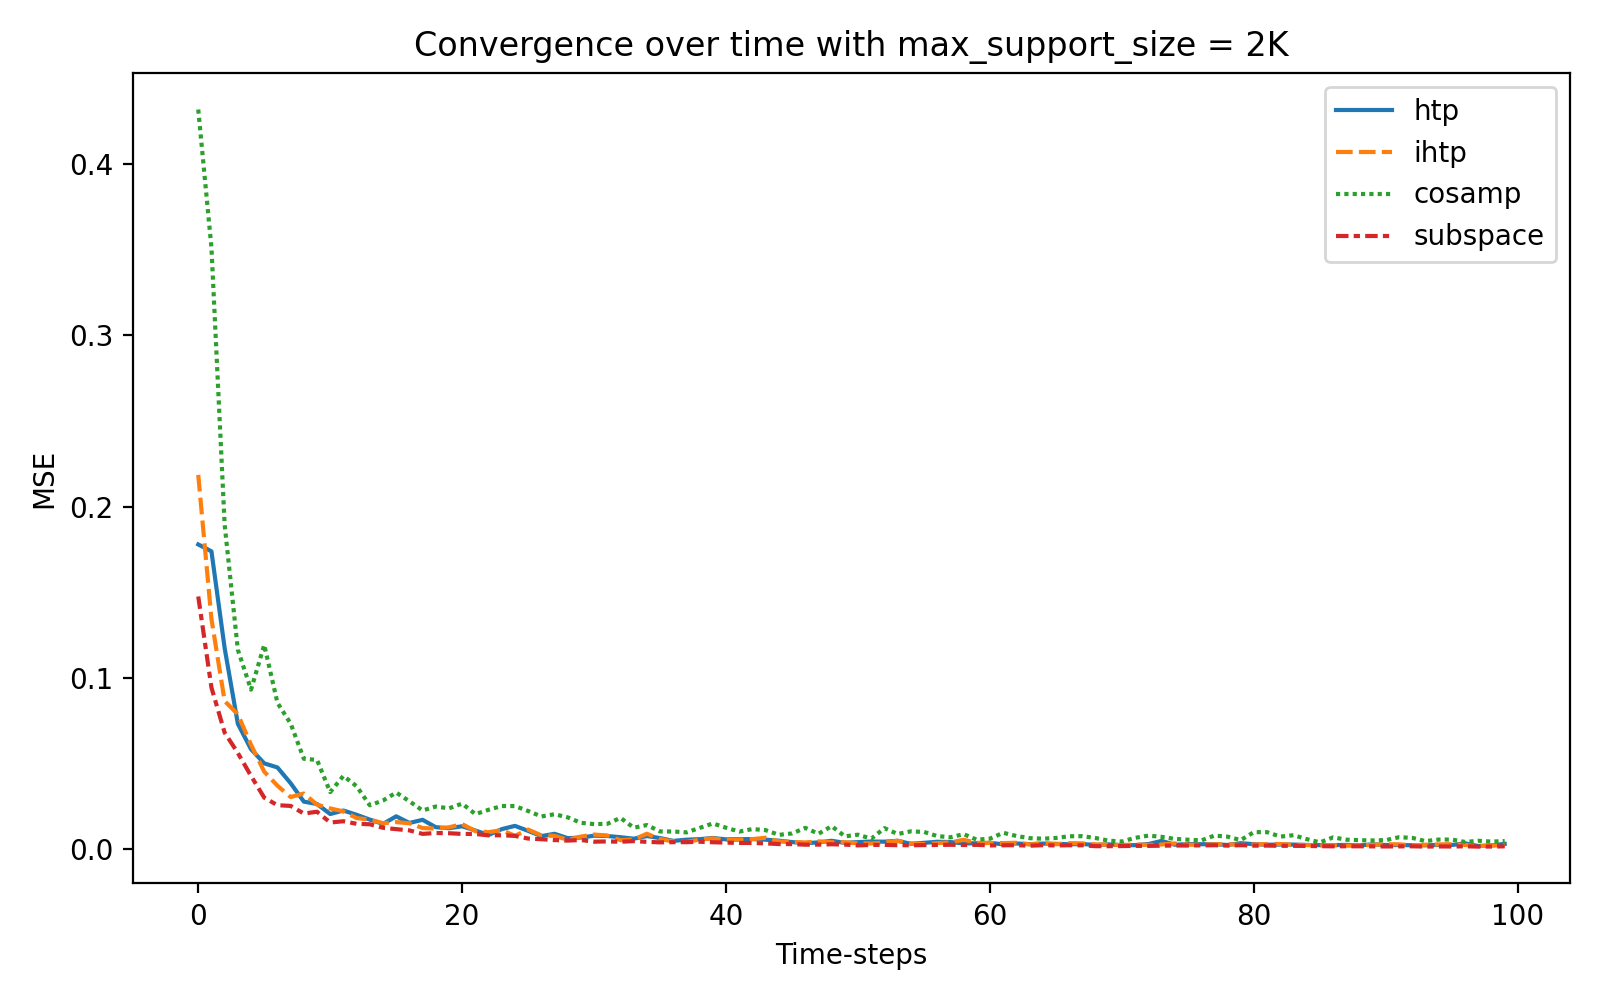 Convergence over time with max_support_size = 2K
htp
ihtp
cosamp
subspace
MSE
0.4
0.3
0.2
0.1
0.0
0 20 40 60 80 100
Time-steps